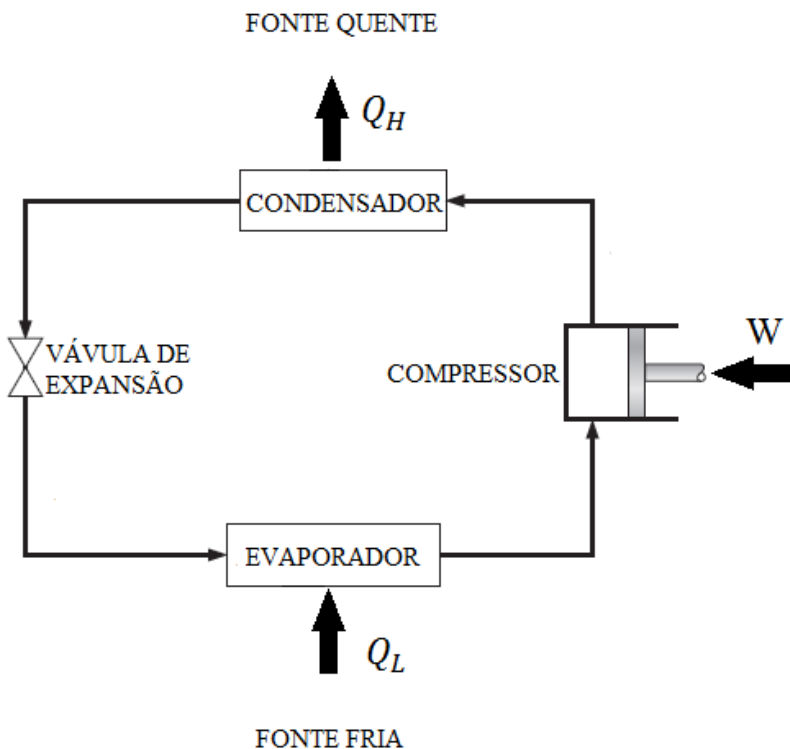 FONTE QUENTE
Q_H
CONDENSADOR
W
VÁVULA DE
EXPANSÃO
COMPRESSOR
EVAPORADOR
Q_L
FONTE FRIA